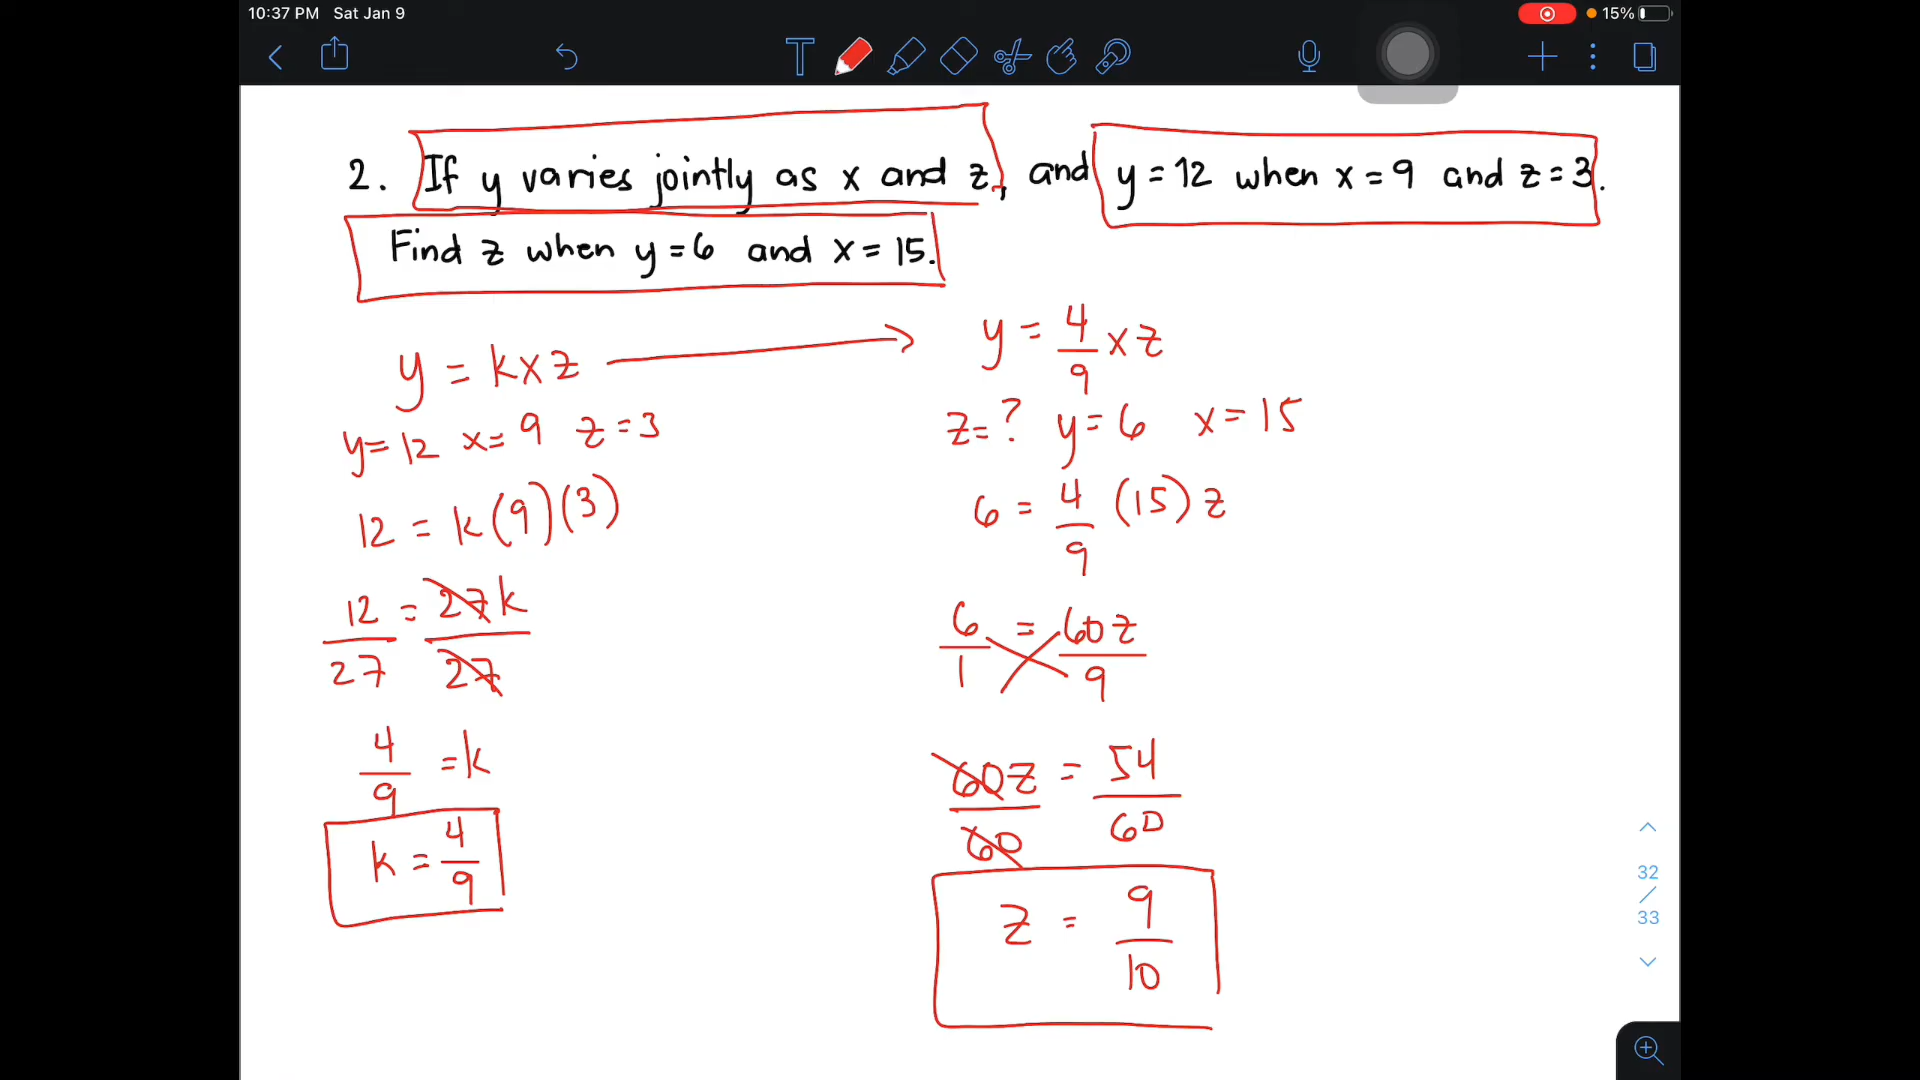 10:37 PM Sat Jan 9
15%
2. If y varies jointly as x and z, and y = 12 when x = 9 and z = 3.
Find z when y = 6 and x = 15.
y = kxz
y = 12 x = 9 z = 3
12 = k(9)(3)
12/27 = 27k/27
4/9 = k
k = 4/9
y = 4/9 xz
z = ? y = 6 x = 15
6 = 4/9 (15) z
6/1 = 60z/9
60z/60 = 54/60
z = 9/10
32
/
33